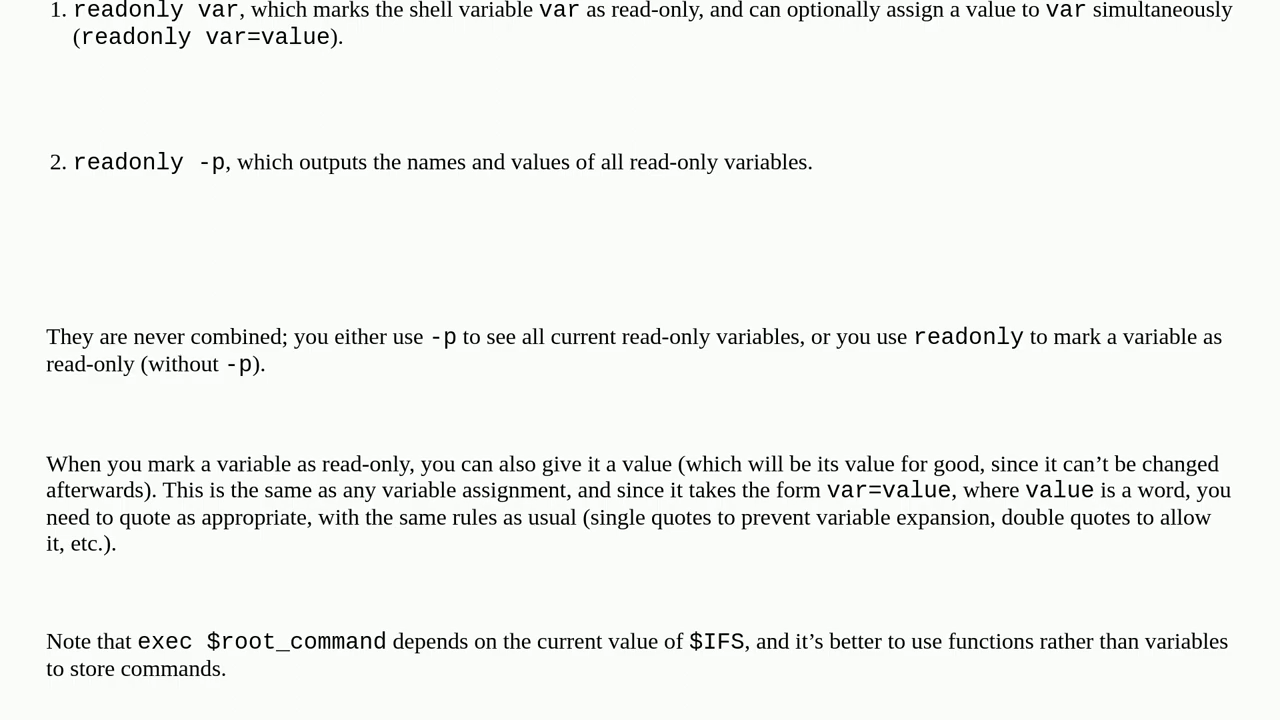 1. readonly var, which marks the shell variable var as read-only, and can optionally assign a value to var simultaneously
(readonly var=value).
2. readonly -p, which outputs the names and values of all read-only variables.
They are never combined; you either use -p to see all current read-only variables, or you use readonly to mark a variable as
read-only (without -p).
When you mark a variable as read-only, you can also give it a value (which will be its value for good, since it can’t be changed
afterwards). This is the same as any variable assignment, and since it takes the form var=value, where value is a word, you
need to quote as appropriate, with the same rules as usual (single quotes to prevent variable expansion, double quotes to allow
it, etc.).
Note that exec $root_command depends on the current value of $IFS, and it’s better to use functions rather than variables
to store commands.